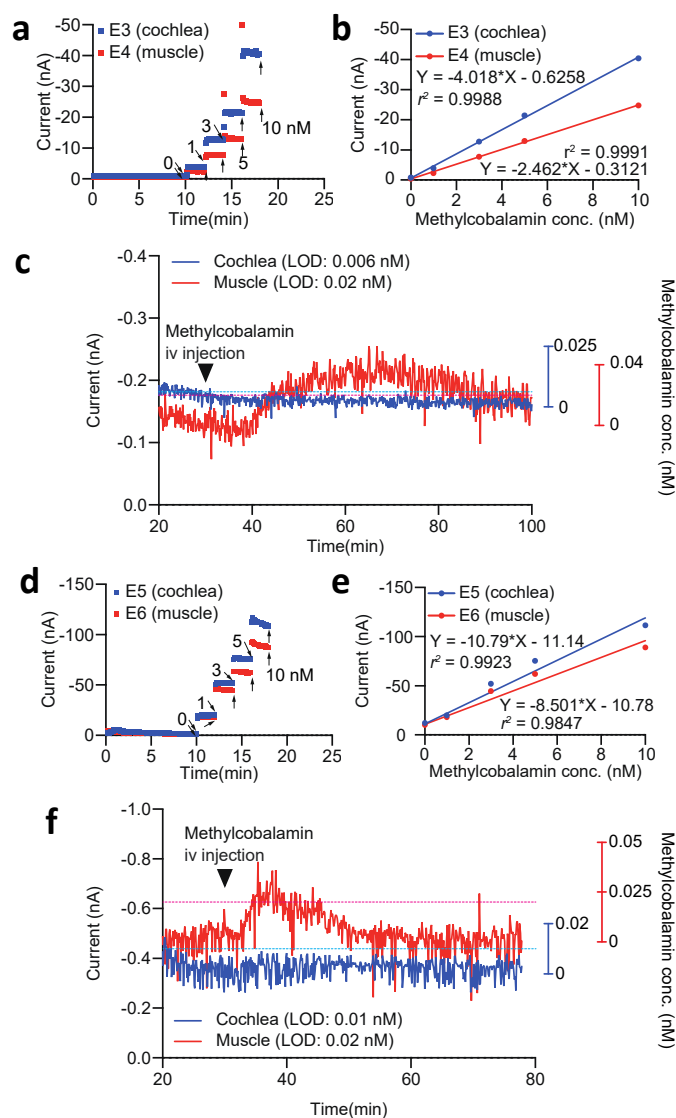 a
-50
-40
-30
-20
-10
0
Current (nA)
E3 (cochlea)
E4 (muscle)
0
1
3
5
10 nM
0
5
10
15
20
25
Time(min)
b
-50
-40
-30
-20
-10
0
Current (nA)
E3 (cochlea)
E4 (muscle)
Y = -4.018*X - 0.6258
r² = 0.9988
r² = 0.9991
Y = -2.462*X - 0.3121
0
2
4
6
8
10
Methylcobalamin conc. (nM)
c
-0.4
-0.3
-0.2
-0.1
0.0
Current (nA)
Cochlea (LOD: 0.006 nM)
Muscle (LOD: 0.02 nM)
Methylcobalamin
iv injection
0.025
0
0.04
0
Methylcobalamin conc. (nM)
20
40
60
80
100
Time(min)
d
-150
-100
-50
0
Current (nA)
E5 (cochlea)
E6 (muscle)
0
1
3
5
10 nM
0
5
10
15
20
25
Time(min)
e
-150
-100
-50
0
Current (nA)
E5 (cochlea)
E6 (muscle)
Y = -10.79*X - 11.14
r² = 0.9923
Y = -8.501*X - 10.78
r² = 0.9847
0
2
4
6
8
10
Methylcobalamin conc. (nM)
f
-1.0
-0.8
-0.6
-0.4
-0.2
0.0
Current (nA)
Methylcobalamin
iv injection
Cochlea (LOD: 0.01 nM)
Muscle (LOD: 0.02 nM)
0.02
0
0.05
0.025
0
Methylcobalamin conc. (nM)
20
40
60
80
Time(min)